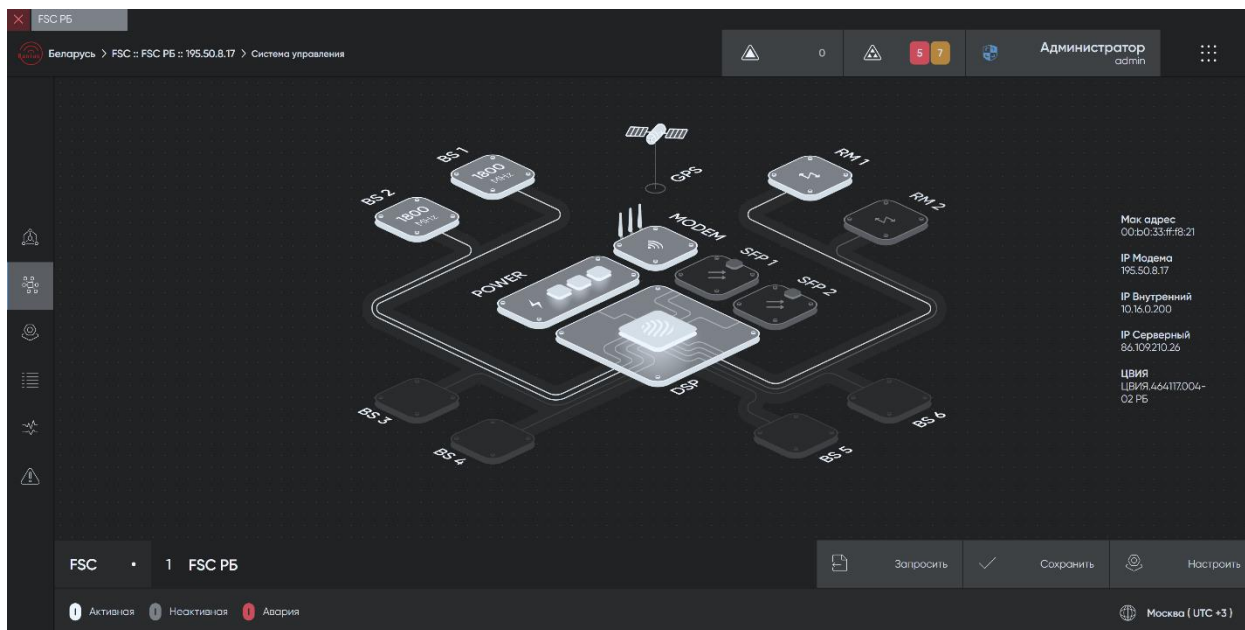 FSC РБ
Беларусь > FSC :: FSC РБ :: 195.50.8.17 > Система управления
0
5 7
Администратор
admin
BS 1
1800
MHz
BS 2
1800
MHz
GPS
RM 1
RM 2
MODEM
POWER
SFP 1
SFP 2
DSP
BS 3
BS 4
BS 5
BS 6
Мак адрес
00:b0:33:ff:f8:21
IP Модема
195.50.8.17
IP Внутренний
10.16.0.200
IP Серверный
86.109.210.26
ЦВИЯ
ЦВИЯ.464117.004-
02 РБ
FSC • 1 FSC РБ
Запросить
Сохранить
Настроить
Активная
Неактивная
Авария
Москва ( UTC +3 )